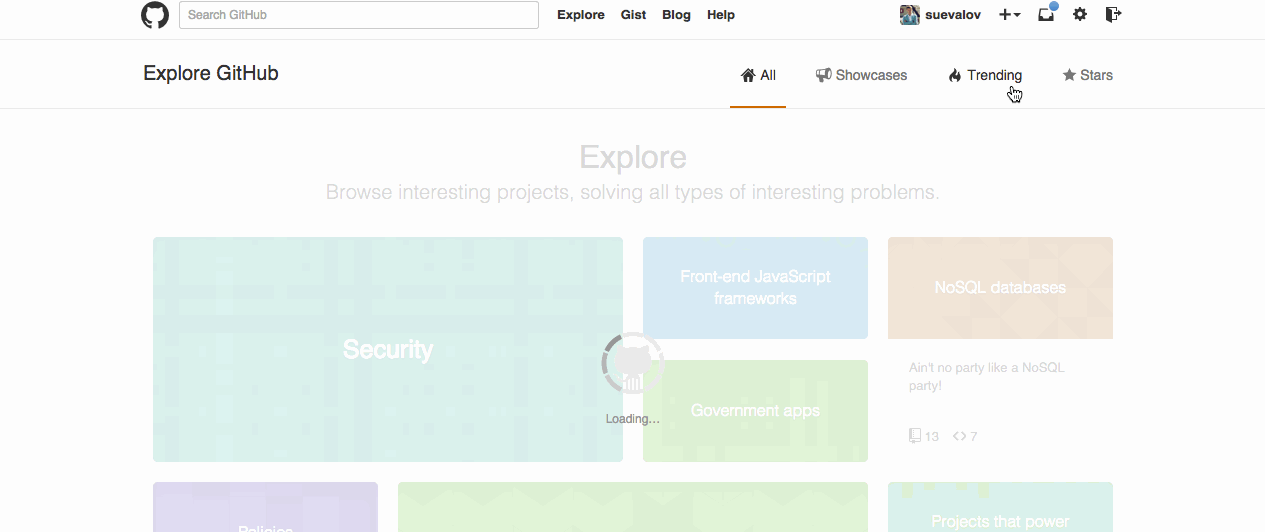 Search GitHub
Explore Gist Blog Help
suevalov
Explore GitHub
All Showcases Trending Stars
Explore
Browse interesting projects, solving all types of interesting problems.
Security
Front-end JavaScript
frameworks
NoSQL databases
Ain't no party like a NoSQL
party!
13 7
Government apps
Loading...
Policies
Projects that power